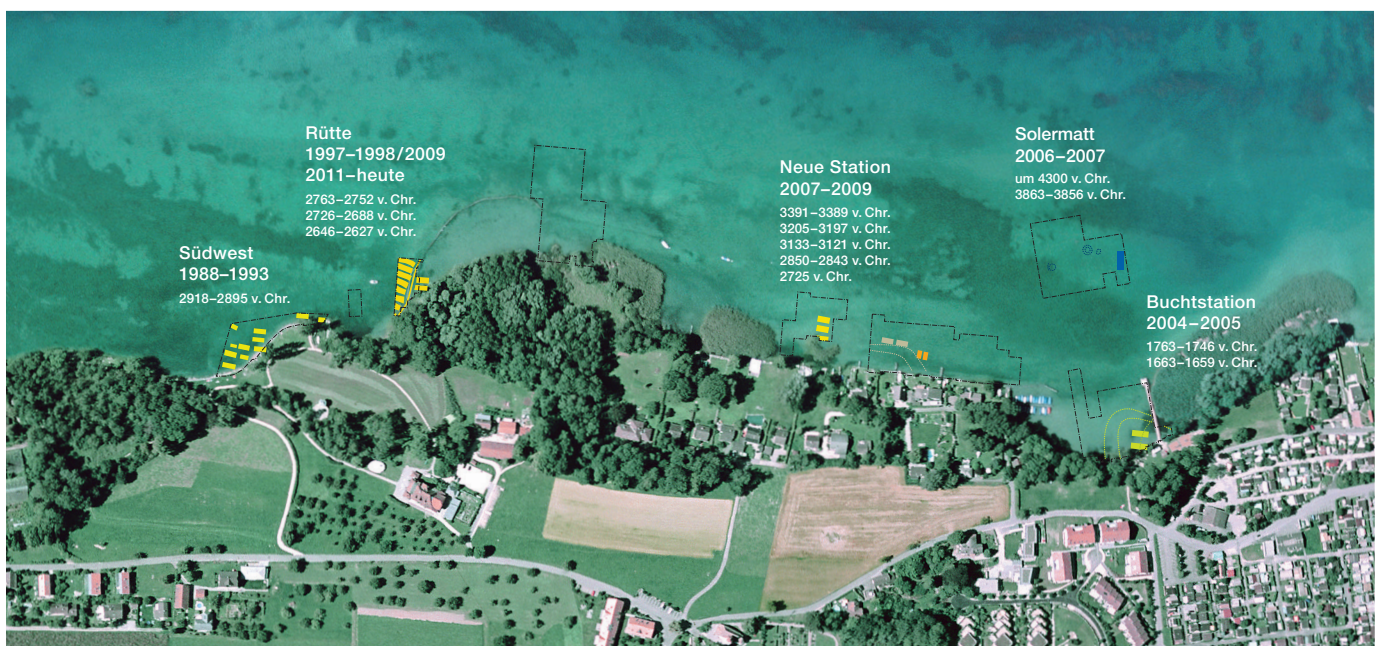 Südwest
1988–1993
2918–2895 v. Chr.
Rütte
1997–1998/2009
2011–heute
2763–2752 v. Chr.
2726–2688 v. Chr.
2646–2627 v. Chr.
Neue Station
2007–2009
3391–3389 v. Chr.
3205–3197 v. Chr.
3133–3121 v. Chr.
2850–2843 v. Chr.
2725 v. Chr.
Solermatt
2006–2007
um 4300 v. Chr.
3863–3856 v. Chr.
Buchtstation
2004–2005
1763–1746 v. Chr.
1663–1659 v. Chr.